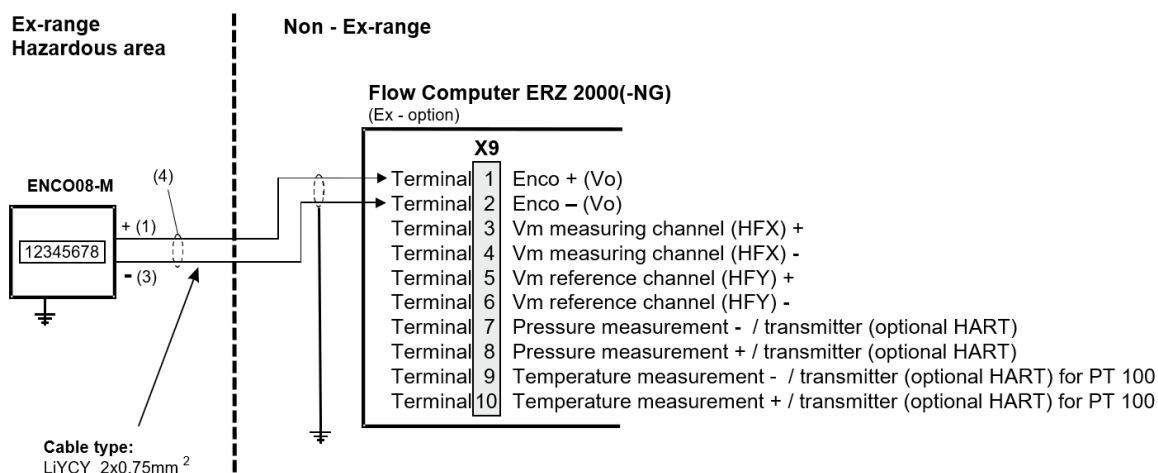 Ex-range
Hazardous area
Non - Ex-range
Flow Computer ERZ 2000(-NG)
(Ex - option)
X9
ENCO08-M
(4)
+ (1)
12345678
- (3)
Terminal 1 Enco + (Vo)
Terminal 2 Enco – (Vo)
Terminal 3 Vm measuring channel (HFX) +
Terminal 4 Vm measuring channel (HFX) -
Terminal 5 Vm reference channel (HFY) +
Terminal 6 Vm reference channel (HFY) -
Terminal 7 Pressure measurement - / transmitter (optional HART)
Terminal 8 Pressure measurement + / transmitter (optional HART)
Terminal 9 Temperature measurement - / transmitter (optional HART) for PT 100
Terminal 10 Temperature measurement + / transmitter (optional HART) for PT 100
Cable type:
LiYCY 2x0.75mm ²